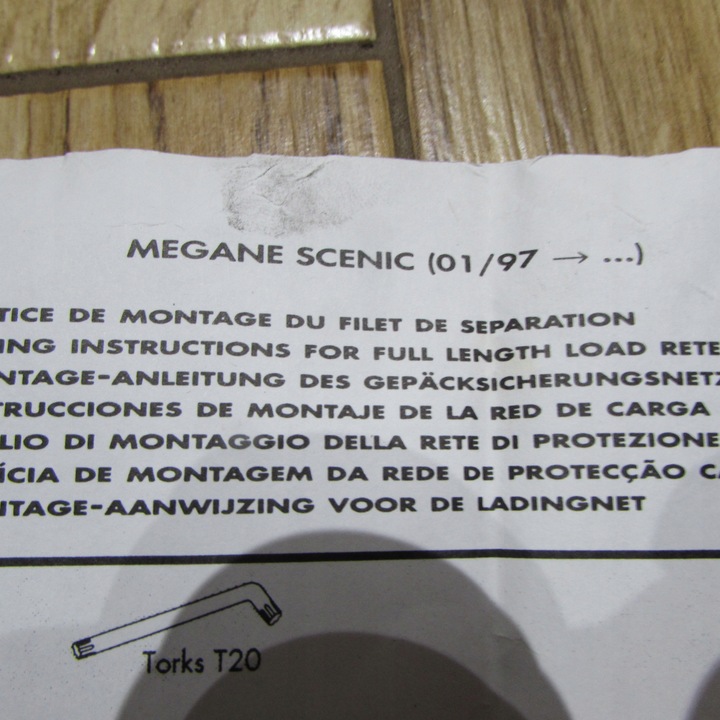 MEGANE SCENIC (01/97 → ...)
TICE DE MONTAGE DU FILET DE SEPARATION
ING INSTRUCTIONS FOR FULL LENGTH LOAD RETE
NTAGE-ANLEITUNG DES GEPÄCKSICHERUNGSNETZ
TRUCCIONES DE MONTAJE DE LA RED DE CARGA
LIO DI MONTAGGIO DELLA RETE DI PROTEZIONE
ÍCIA DE MONTAGEM DA REDE DE PROTECÇÃO CA
NTAGE-AANWIJZING VOOR DE LADINGNET
Torks T20